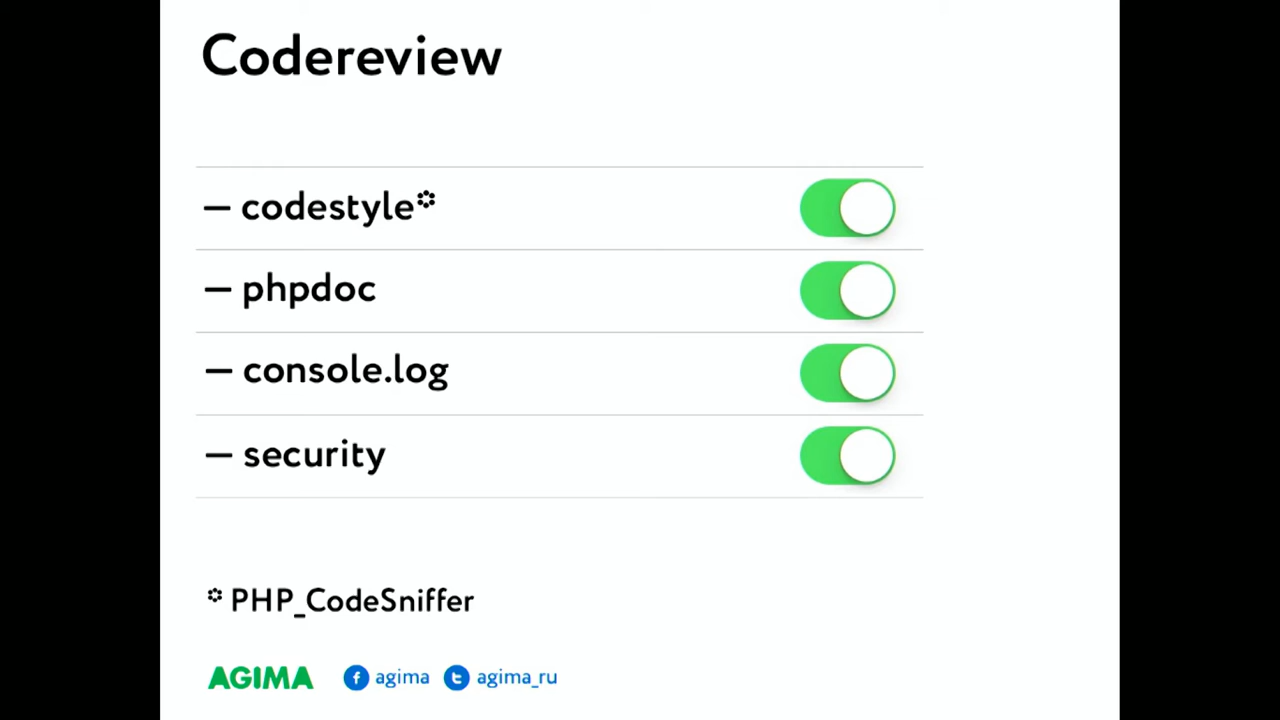 Codereview
— codestyle*
— phpdoc
— console.log
— security
* PHP_CodeSniffer
AGIMA f agima t agima_ru